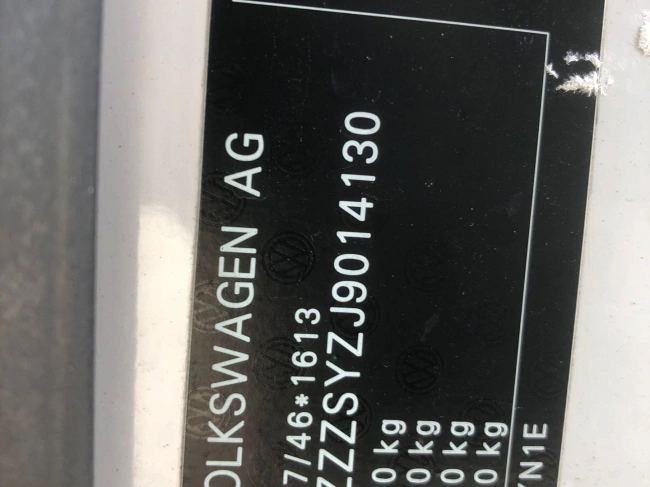 OLKSWAGEN AG
7/46*1613
ZZZSYZJ9014130
0 kg
0 kg
0 kg
0 kg
YN1E